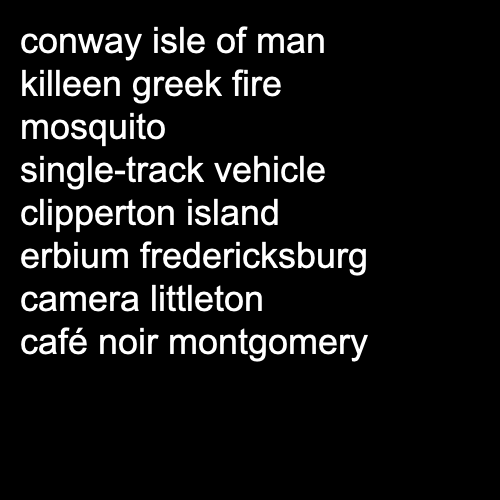 conway isle of man
killeen greek fire
mosquito
single-track vehicle
clipperton island
erbium fredericksburg
camera littleton
café noir montgomery